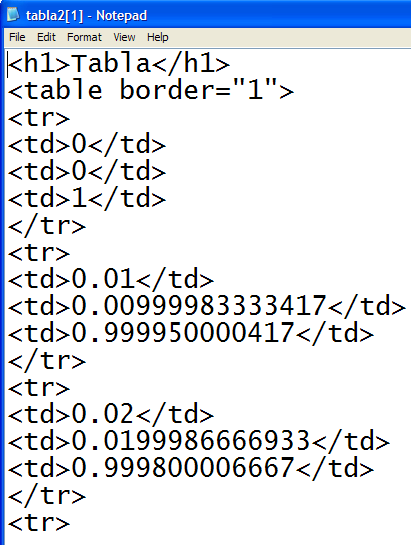 tabla2[1] - Notepad
File Edit Format View Help
<h1>Tabla</h1>
<table border="1">
<tr>
<td>0</td>
<td>0</td>
<td>1</td>
</tr>
<tr>
<td>0.01</td>
<td>0.00999983333417</td>
<td>0.999950000417</td>
</tr>
<tr>
<td>0.02</td>
<td>0.0199986666933</td>
<td>0.999800006667</td>
</tr>
<tr>